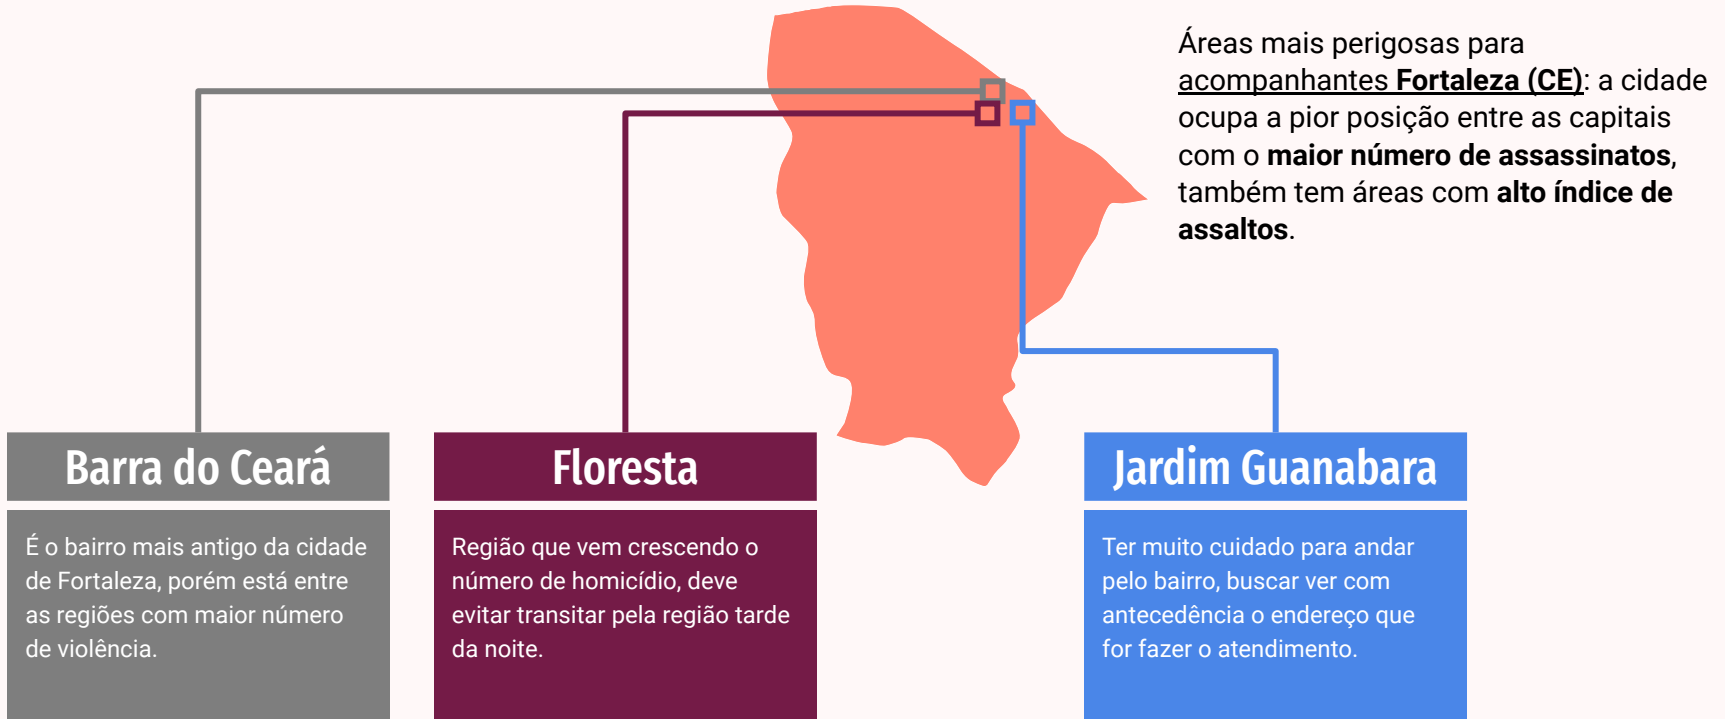 Áreas mais perigosas para
acompanhantes Fortaleza (CE): a cidade
ocupa a pior posição entre as capitais
com o maior número de assassinatos,
também tem áreas com alto índice de
assaltos.
Barra do Ceará
É o bairro mais antigo da cidade
de Fortaleza, porém está entre
as regiões com maior número
de violência.
Floresta
Região que vem crescendo o
número de homicídio, deve
evitar transitar pela região tarde
da noite.
Jardim Guanabara
Ter muito cuidado para andar
pelo bairro, buscar ver com
antecedência o endereço que
for fazer o atendimento.